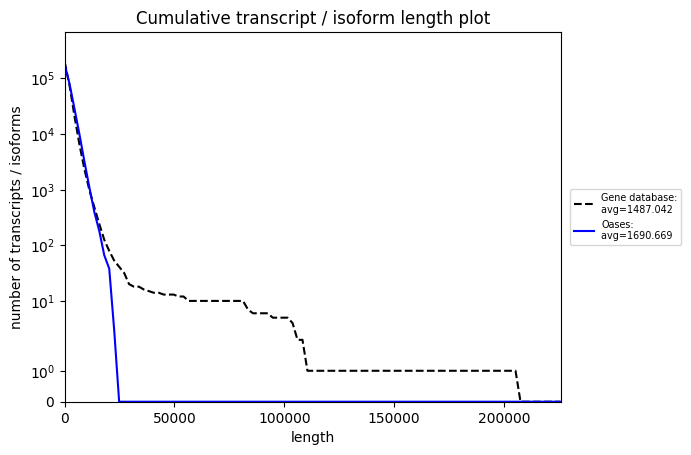 Cumulative transcript / isoform length plot
number of transcripts / isoforms
10^5
10^4
10^3
10^2
10^1
10^0
0
0 50000 100000 150000 200000
length
Gene database:
avg=1487.042
Oases:
avg=1690.669